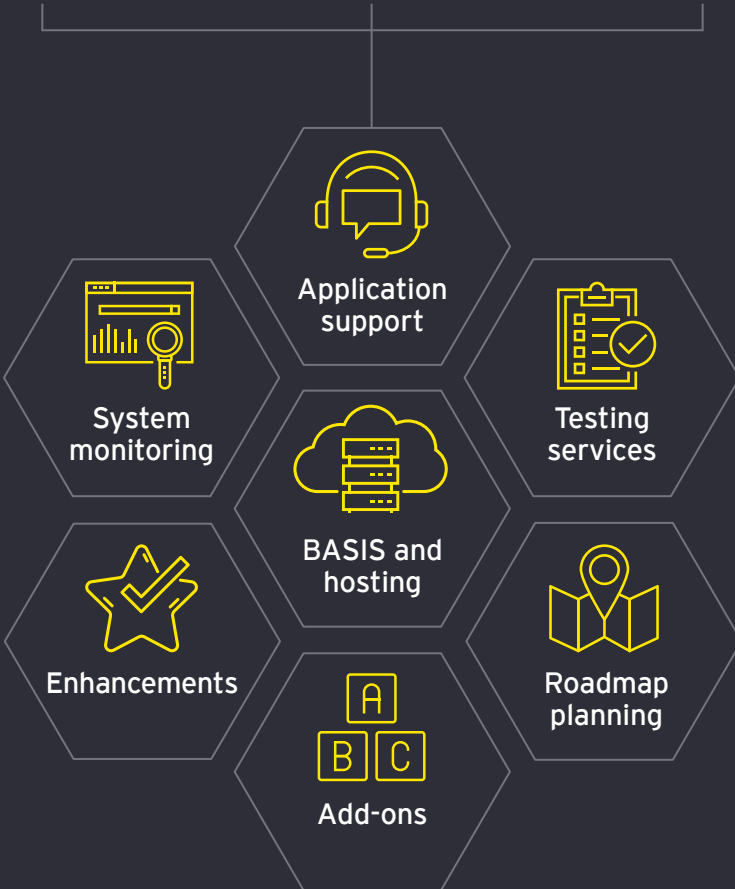 Application
support
System
monitoring
Testing
services
BASIS and
hosting
Enhancements
Roadmap
planning
A
B C
Add-ons